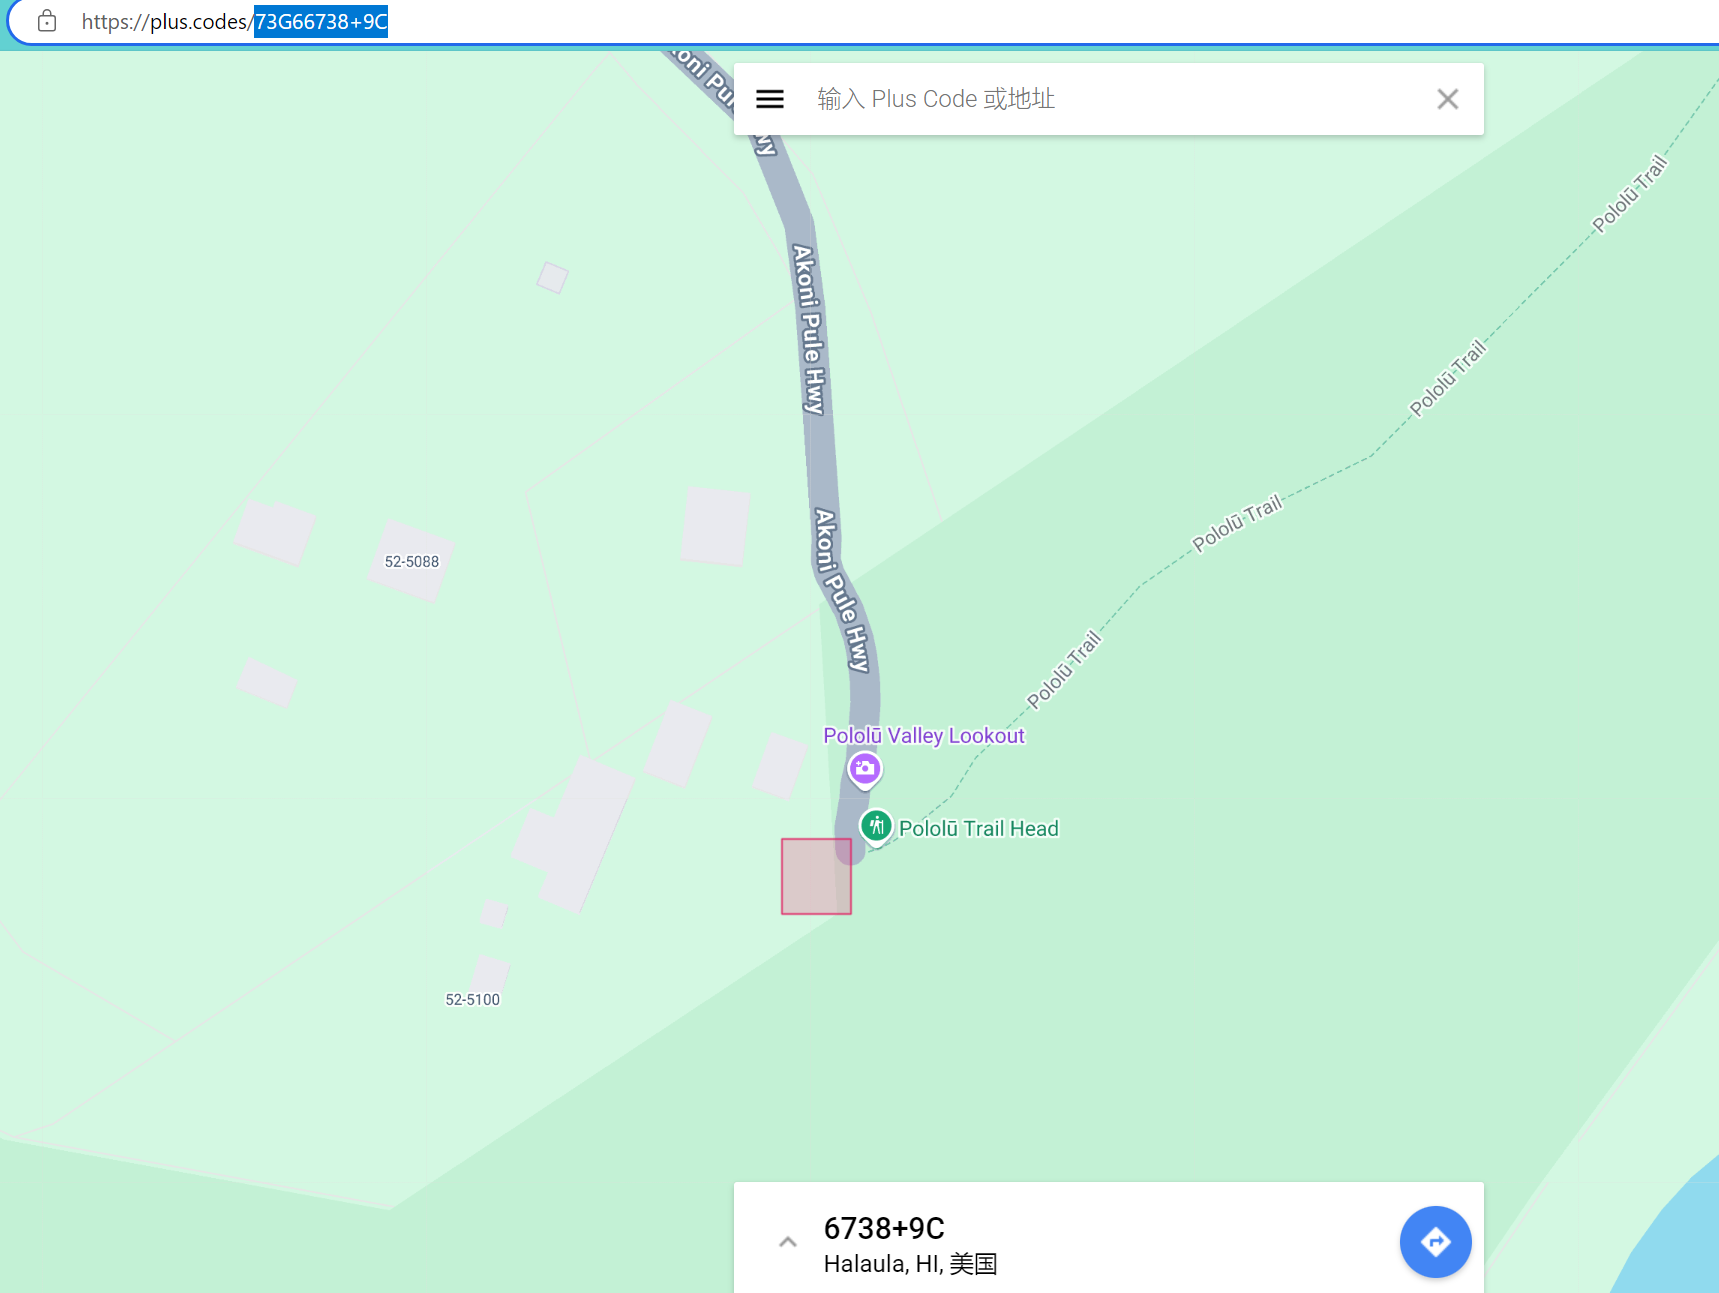 https://plus.codes/73G66738+9C
输入 Plus Code 或地址
Akoni Pule Hwy
Pololū Trail
Akoni Pule Hwy
Pololū Trail
Pololū Trail
Akoni Pule Hwy
52-5088
Pololū Trail
Pololū Valley Lookout
Pololū Trail Head
52-5100
6738+9C
Halaula, HI, 美国